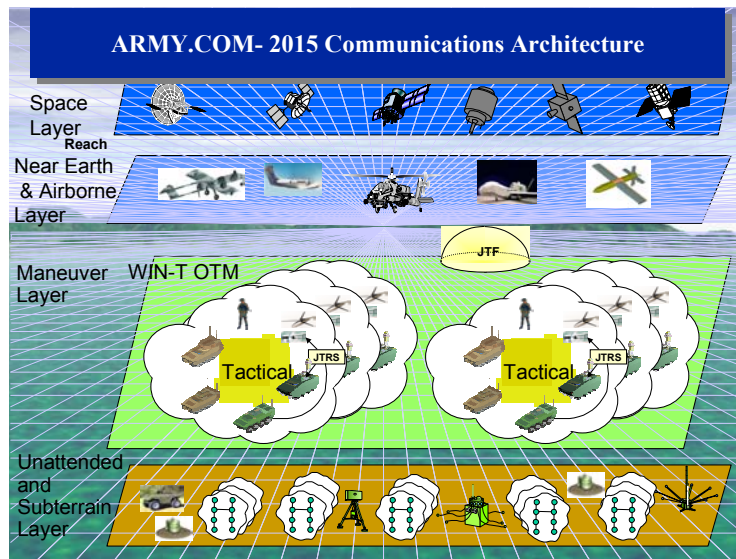 ARMY.COM- 2015 Communications Architecture
Space
Layer
Reach
Near Earth
& Airborne
Layer
JTF
Maneuver
Layer
WIN-T OTM
JTRS
Tactical
JTRS
Tactical
Unattended
and
Subterrain
Layer